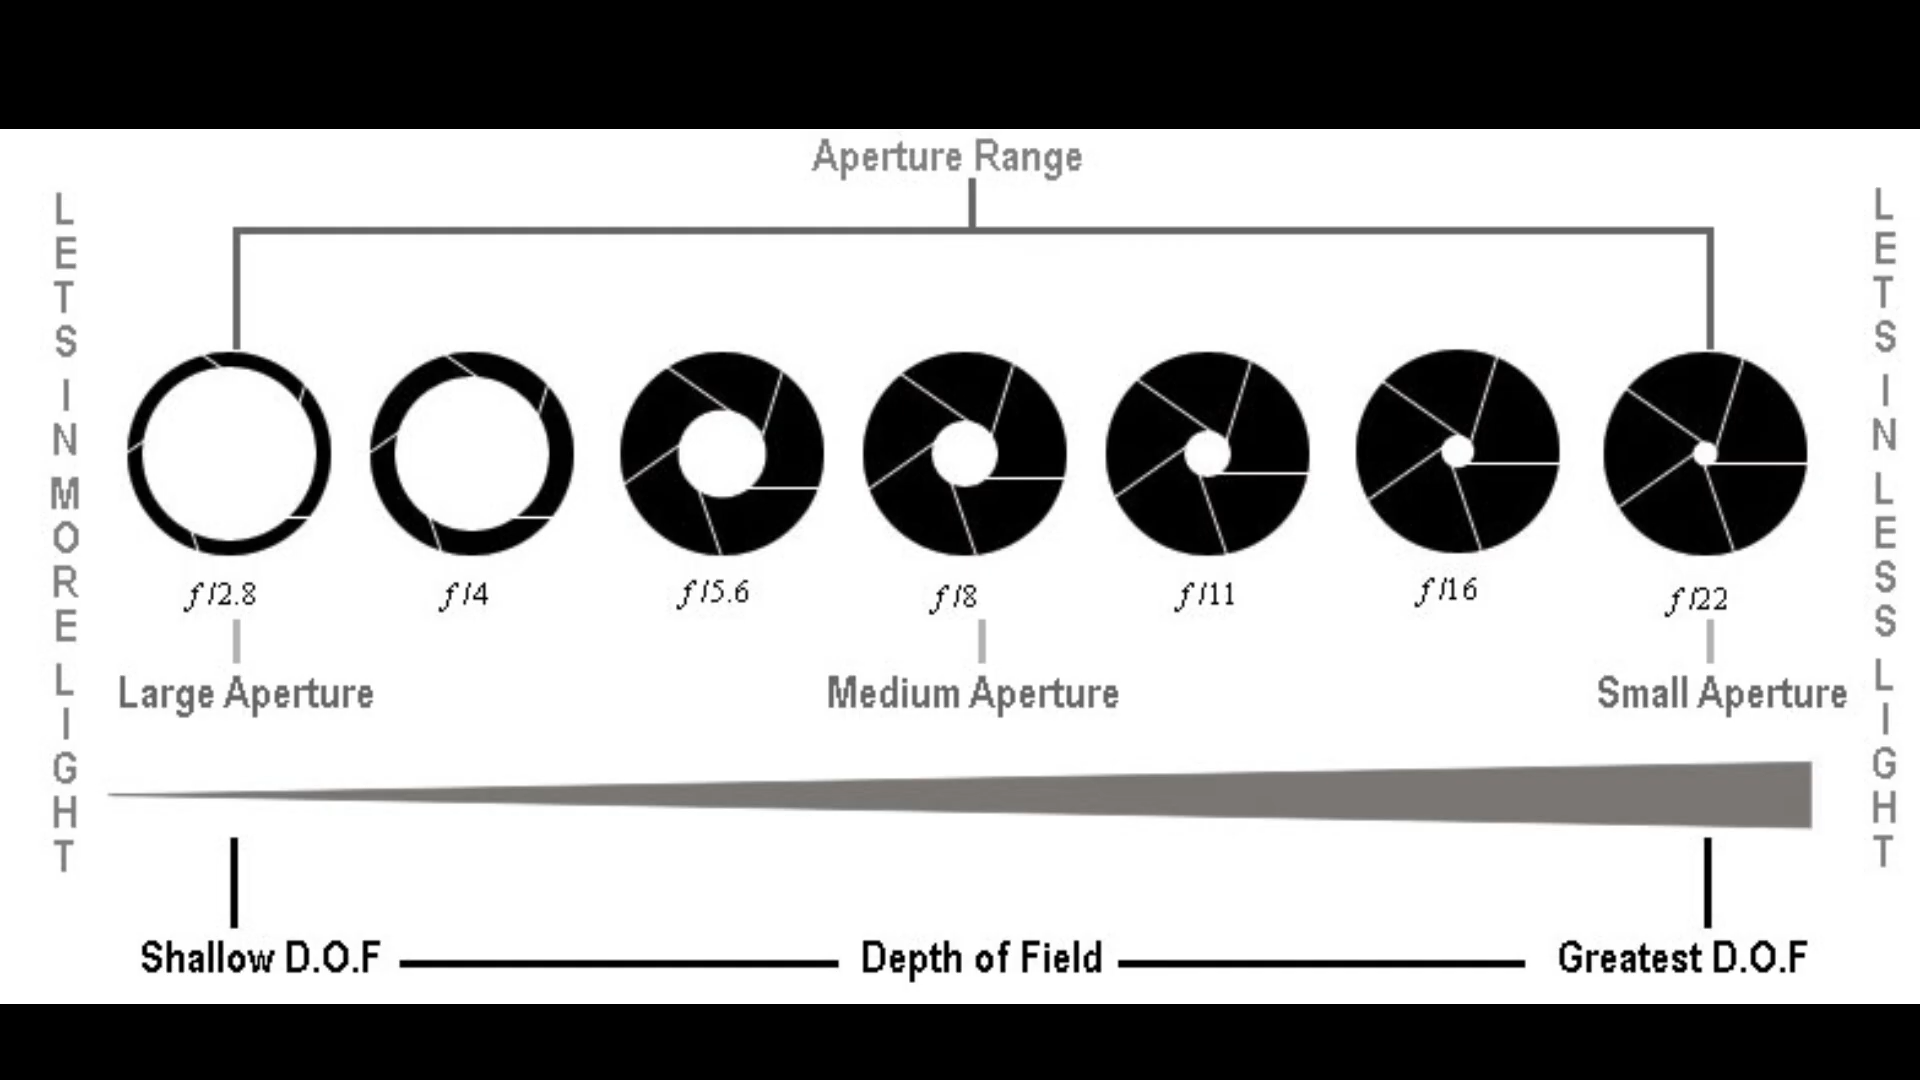 Aperture Range
LETS IN MORE LIGHT
LETS IN LESS LIGHT
f/2.8
f/4
f/5.6
f/8
f/11
f/16
f/22
Large Aperture
Medium Aperture
Small Aperture
Shallow D.O.F
Depth of Field
Greatest D.O.F